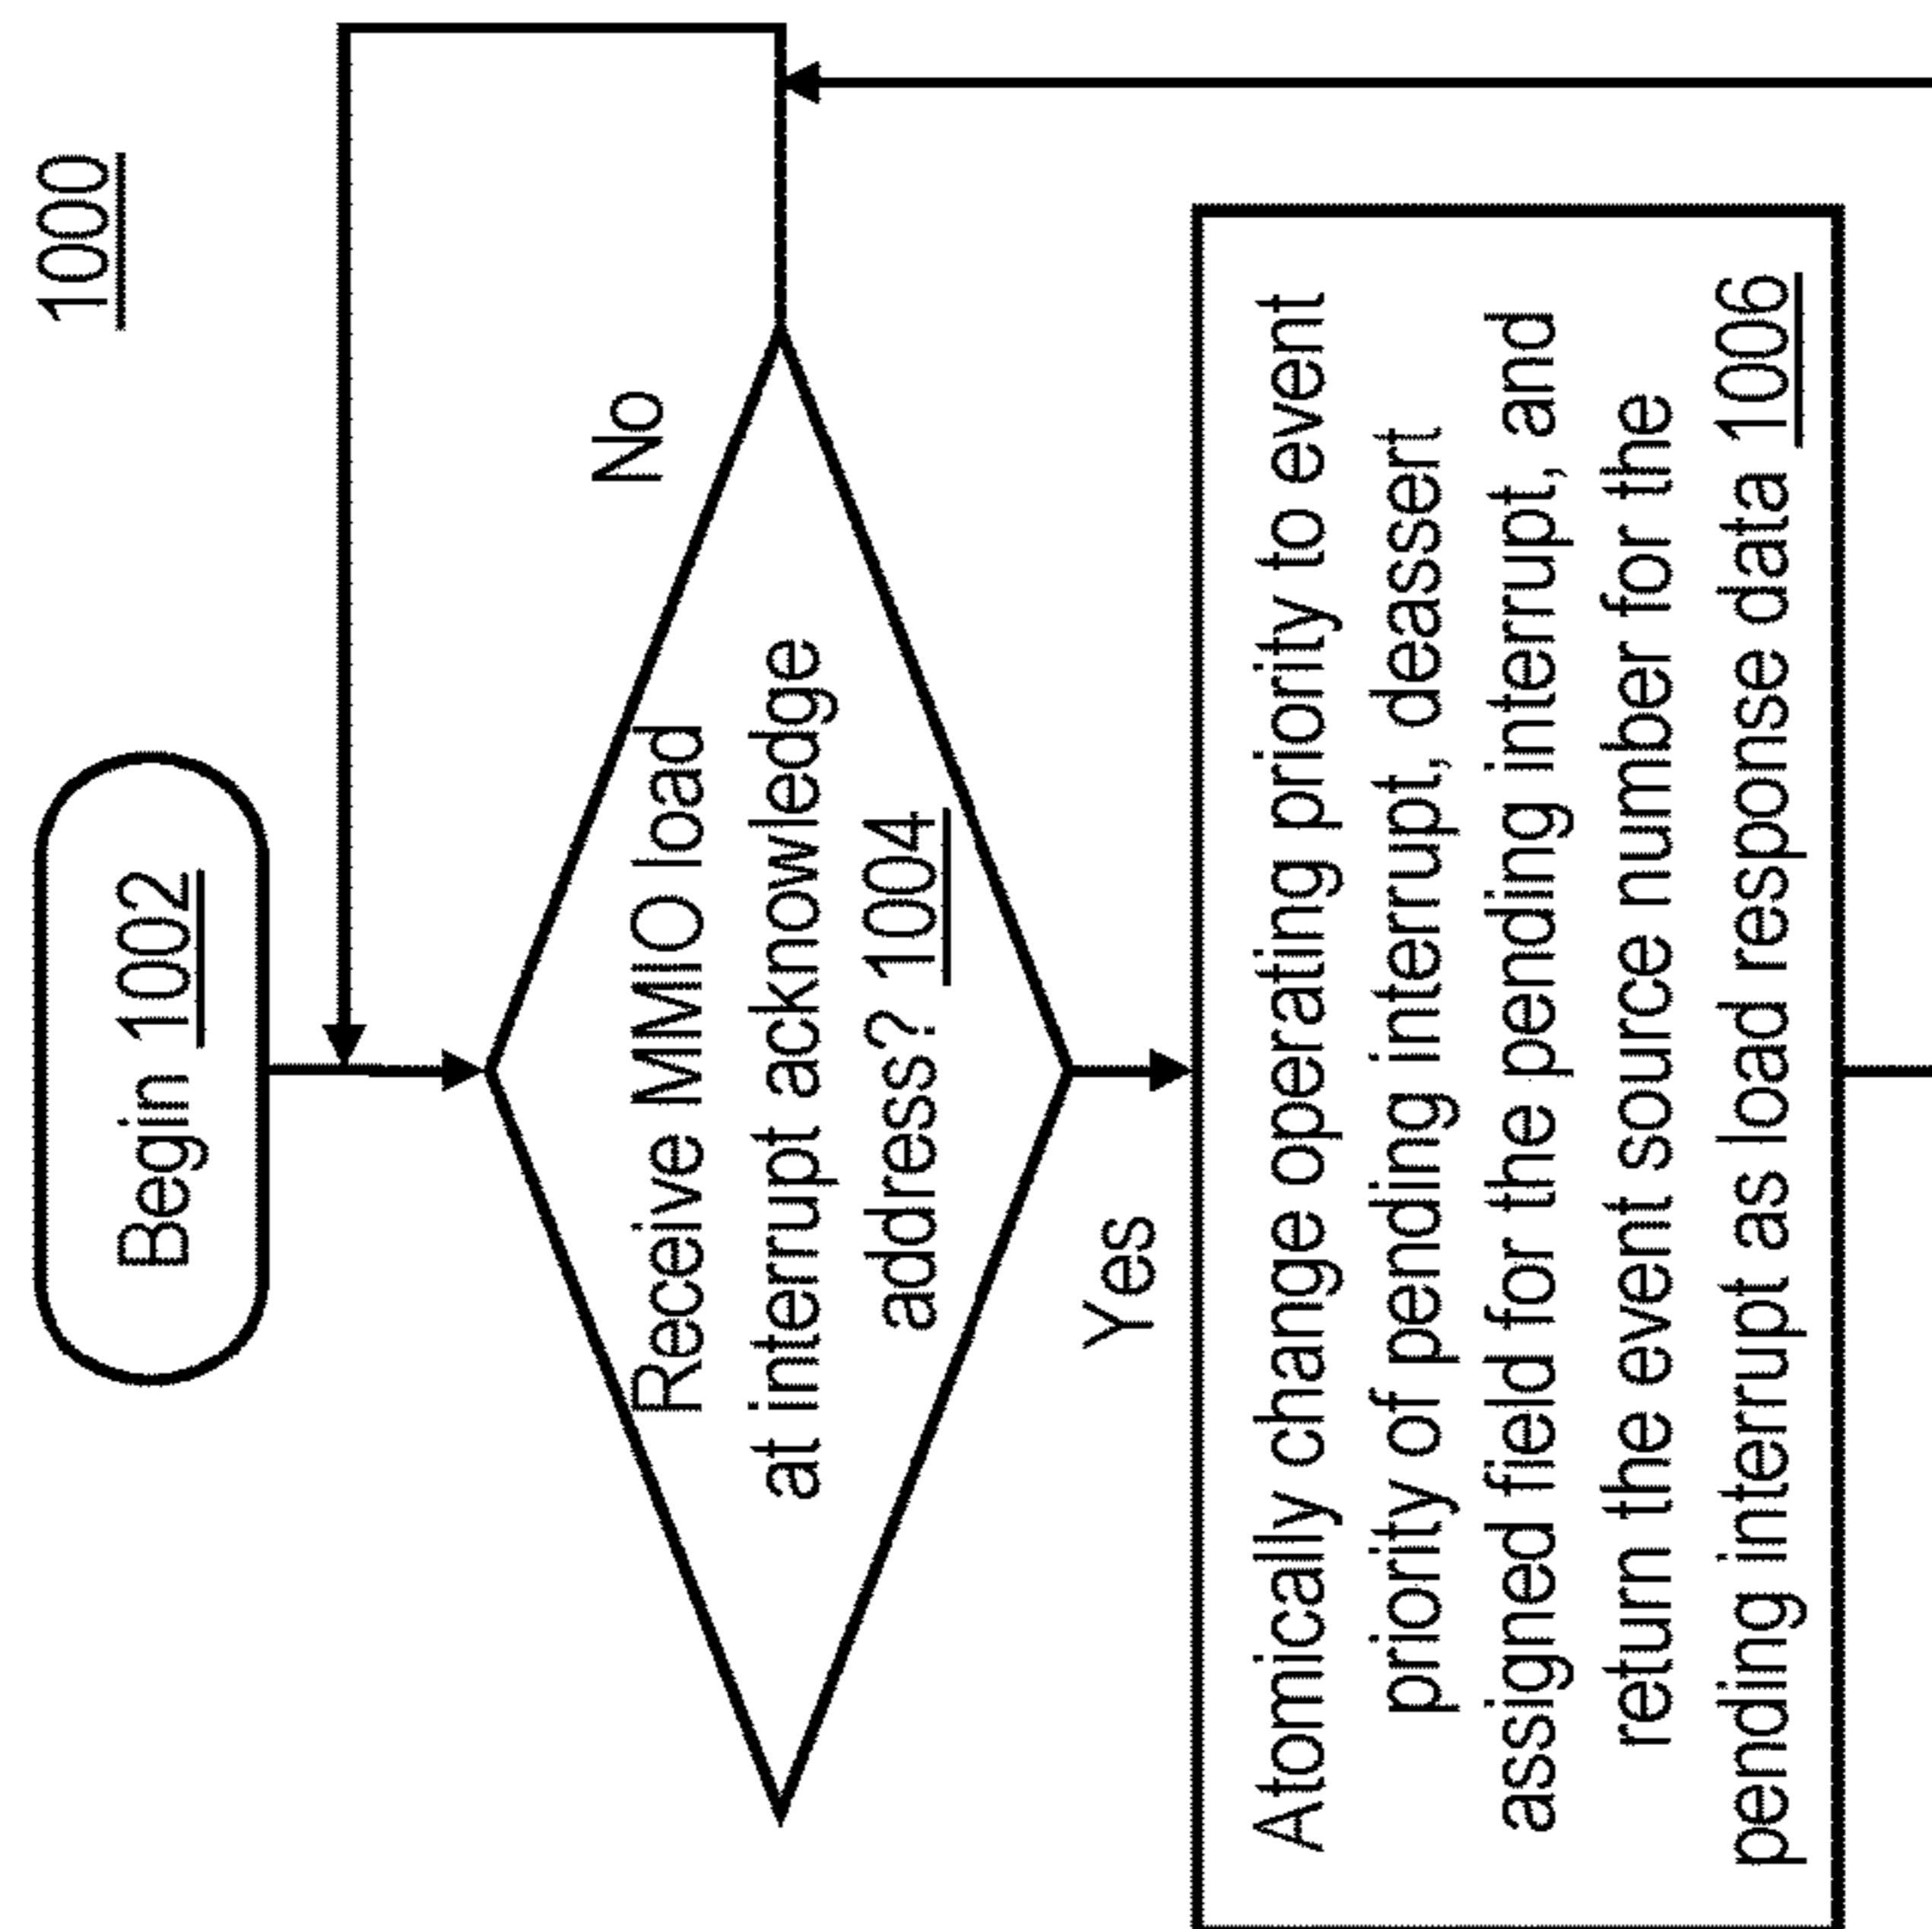 1000
Begin 1002
Receive MMIO load
at interrupt acknowledge
address? 1004
No
Yes
Atomically change operating priority to event
priority of pending interrupt, deassert
assigned field for the pending interrupt, and
return the event source number for the
pending interrupt as load response data 1006